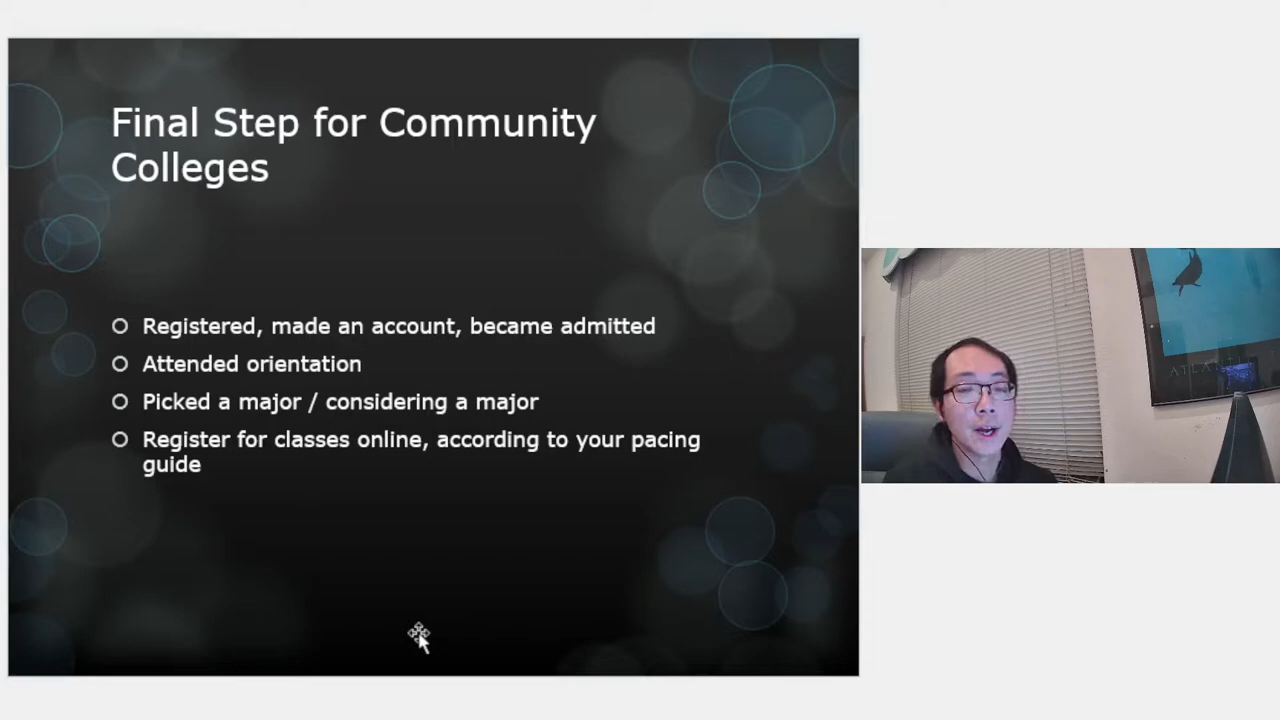 Final Step for Community
Colleges
Registered, made an account, became admitted
Attended orientation
Picked a major / considering a major
Register for classes online, according to your pacing
guide